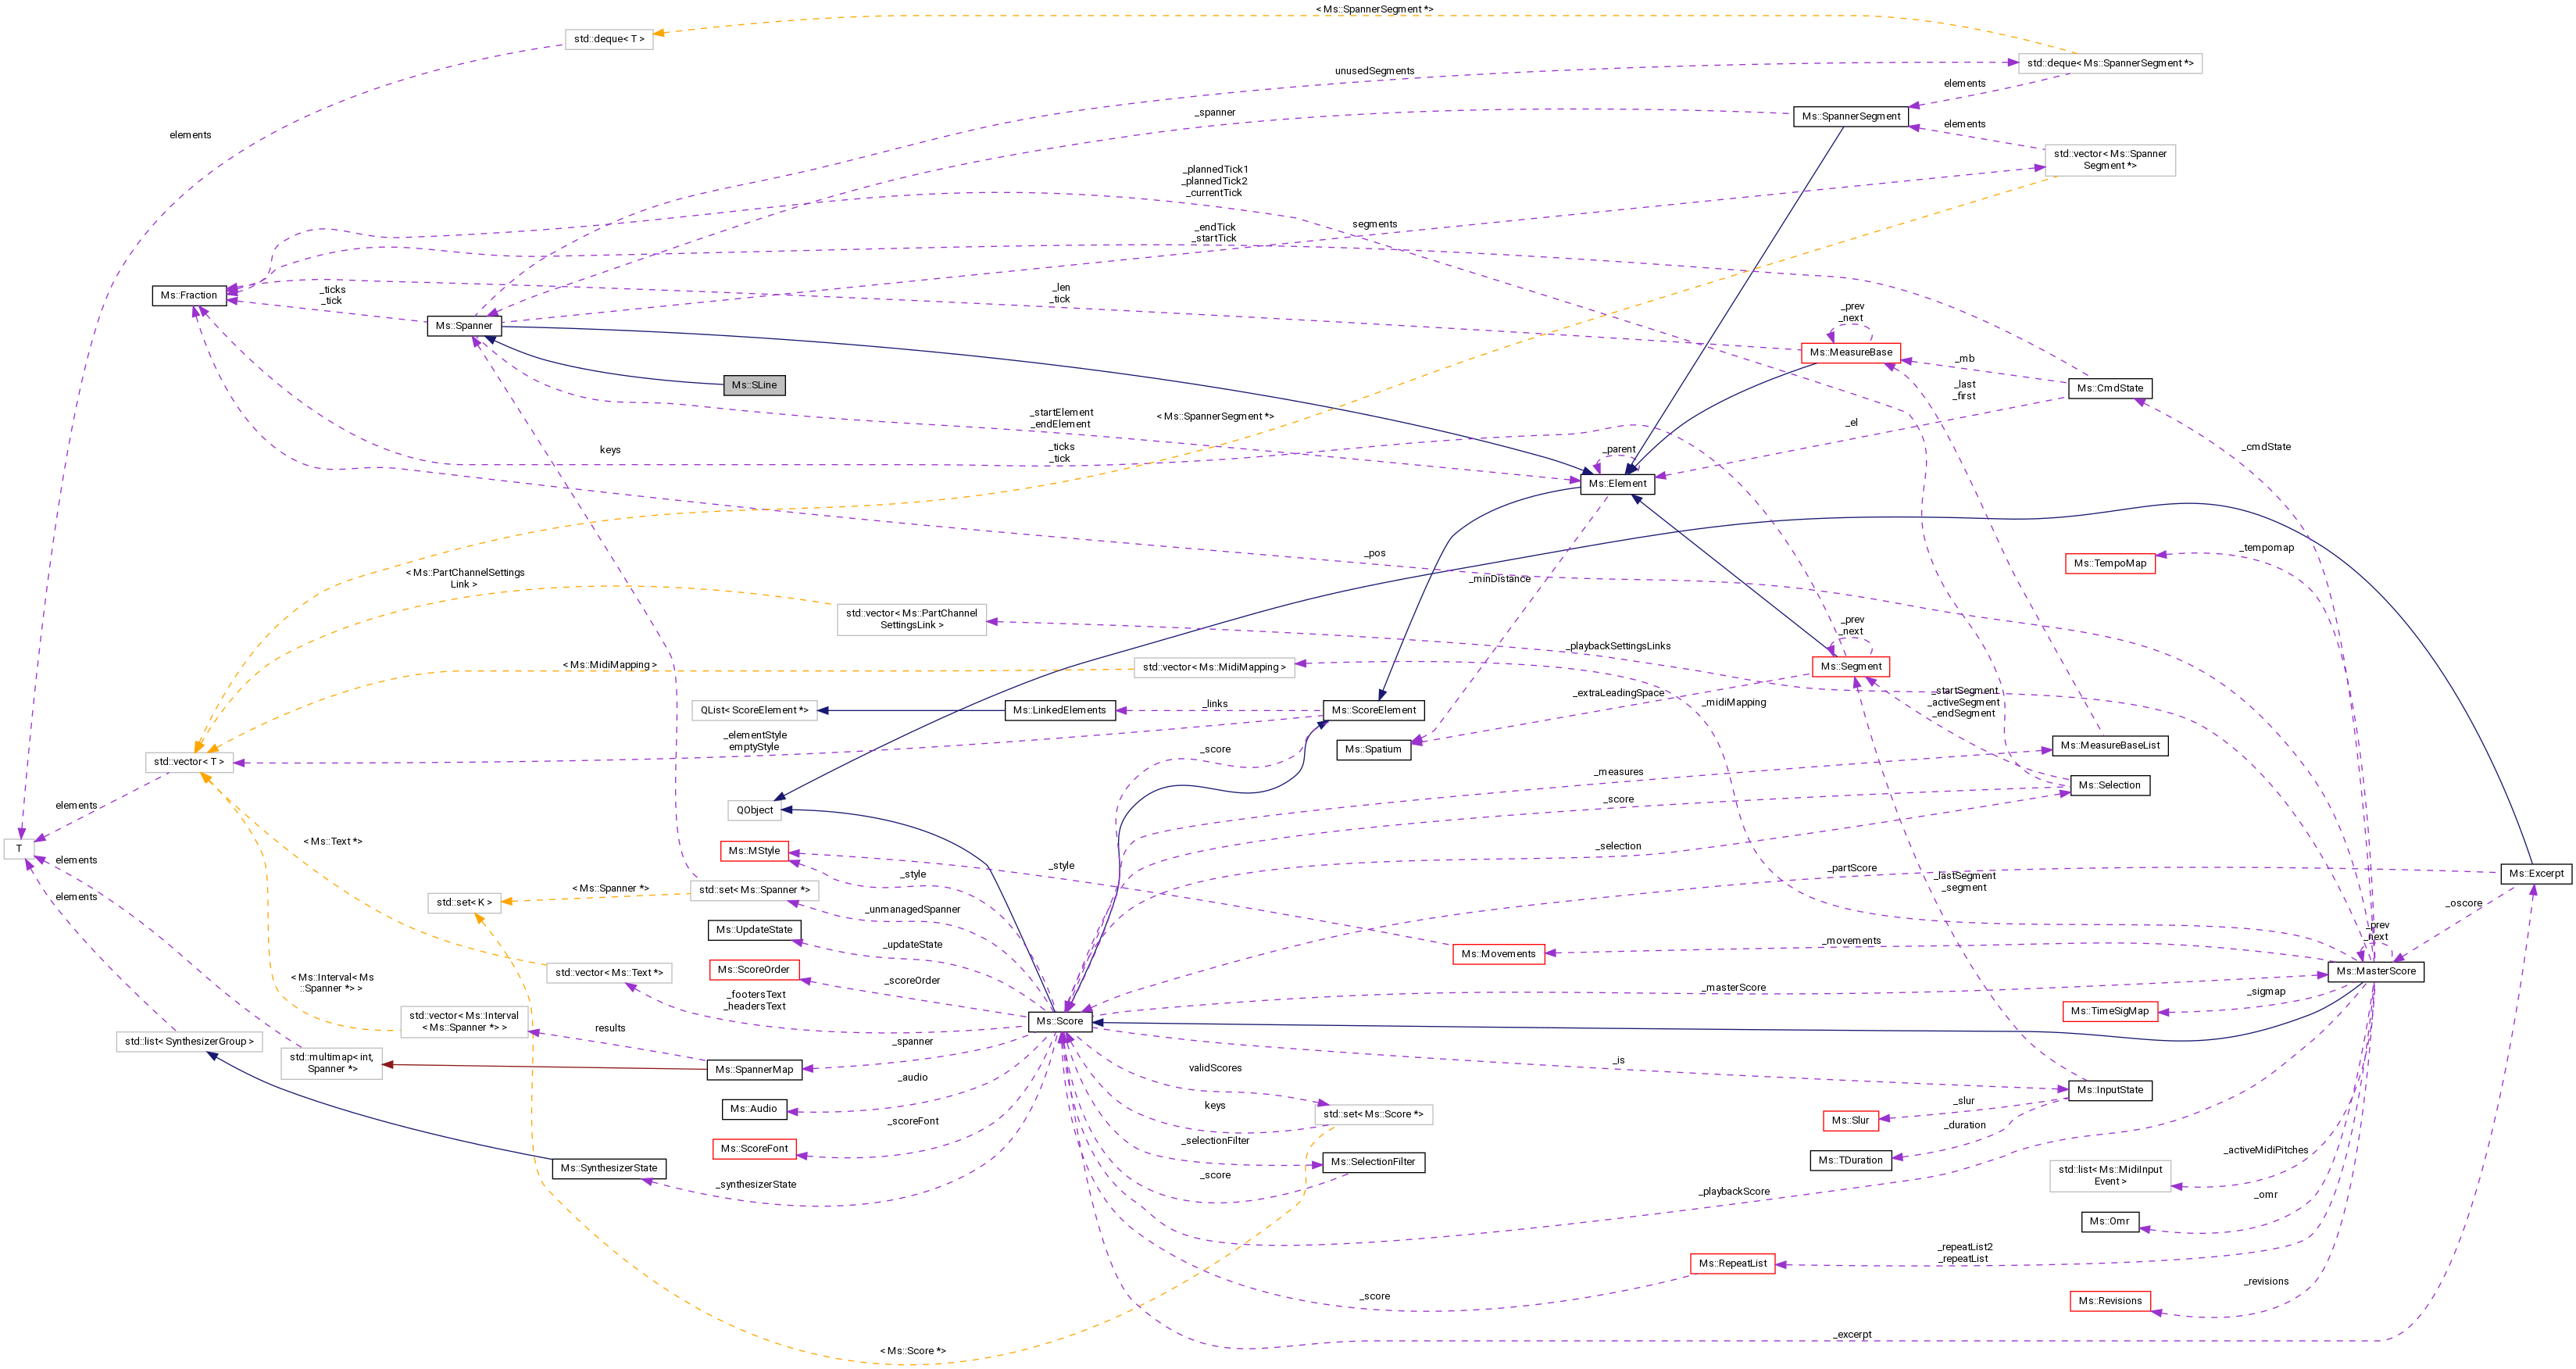 < Ms::SpannerSegment *>
std::deque< T >
std::deque< Ms::SpannerSegment *>
unusedSegments
elements
Ms::SpannerSegment
_spanner
elements
elements
std::vector< Ms::Spanner
Segment *>
_plannedTick1
_plannedTick2
_currentTick
segments
_endTick
_startTick
Ms::Fraction
_ticks
_tick
_len
_tick
Ms::Spanner
_prev
_next
Ms::MeasureBase
_mb
Ms::SLine
Ms::CmdState
_last
_first
_startElement
_endElement
< Ms::SpannerSegment *>
_el
keys
_ticks
_tick
_parent
_cmdState
Ms::Element
_pos
_tempomap
Ms::TempoMap
< Ms::PartChannelSettings
Link >
_minDistance
std::vector< Ms::PartChannel
SettingsLink >
_prev
_next
_playbackSettingsLinks
< Ms::MidiMapping >
std::vector< Ms::MidiMapping >
Ms::Segment
_extraLeadingSpace
_startSegment
_activeSegment
_endSegment
_midiMapping
QList< ScoreElement *>
Ms::LinkedElements
_links
Ms::ScoreElement
_elementStyle
emptyStyle
_score
Ms::Spatium
Ms::MeasureBaseList
std::vector< T >
_measures
Ms::Selection
elements
_score
QObject
< Ms::Text *>
T
Ms::MStyle
_selection
elements
_style
_style
_partScore
_lastSegment
_segment
Ms::Excerpt
< Ms::Spanner *>
std::set< Ms::Spanner *>
elements
std::set< K >
_unmanagedSpanner
_oscore
Ms::UpdateState
_updateState
_prev
_next
_movements
Ms::Movements
Ms::ScoreOrder
std::vector< Ms::Text *>
Ms::MasterScore
< Ms::Interval< Ms
::Spanner *> >
_scoreOrder
_masterScore
_footersText
_headersText
_sigmap
Ms::TimeSigMap
std::vector< Ms::Interval
< Ms::Spanner *> >
Ms::Score
results
std::list< SynthesizerGroup >
_spanner
std::multimap< int,
Spanner *>
Ms::SpannerMap
_is
validScores
_audio
Ms::InputState
Ms::Audio
keys
std::set< Ms::Score *>
_slur
Ms::Slur
_scoreFont
_duration
Ms::ScoreFont
_selectionFilter
Ms::SelectionFilter
Ms::TDuration
_activeMidiPitches
Ms::SynthesizerState
_score
std::list< Ms::MidiInput
Event >
_synthesizerState
_playbackScore
_omr
Ms::Omr
_repeatList2
_repeatList
Ms::RepeatList
_revisions
_score
Ms::Revisions
_excerpt
< Ms::Score *>